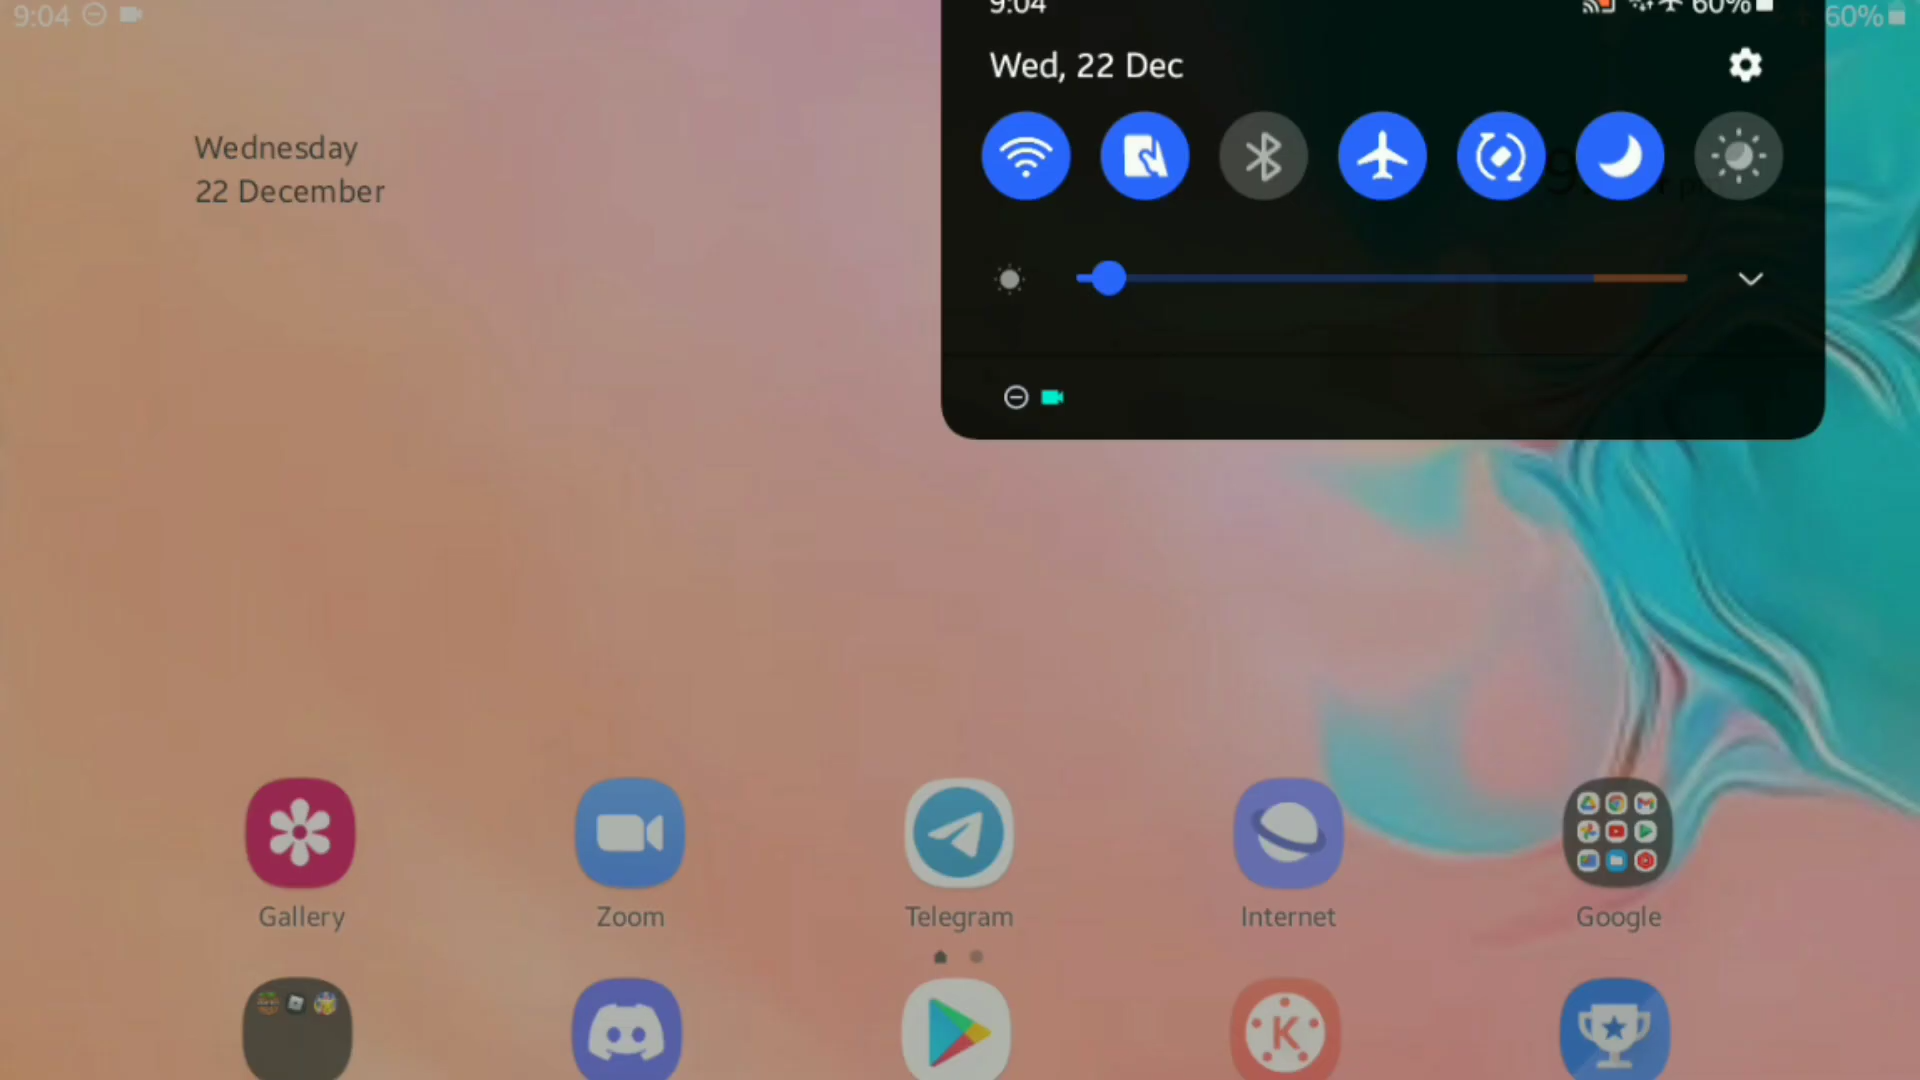 9:04
60%
9:04
60%
Wed, 22 Dec
Wednesday
22 December
Gallery
Zoom
Telegram
Internet
Google
K